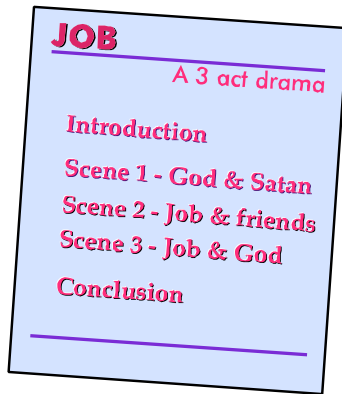 JOB
A 3 act drama
Introduction
Scene 1 - God & Satan
Scene 2 - Job & friends
Scene 3 - Job & God
Conclusion